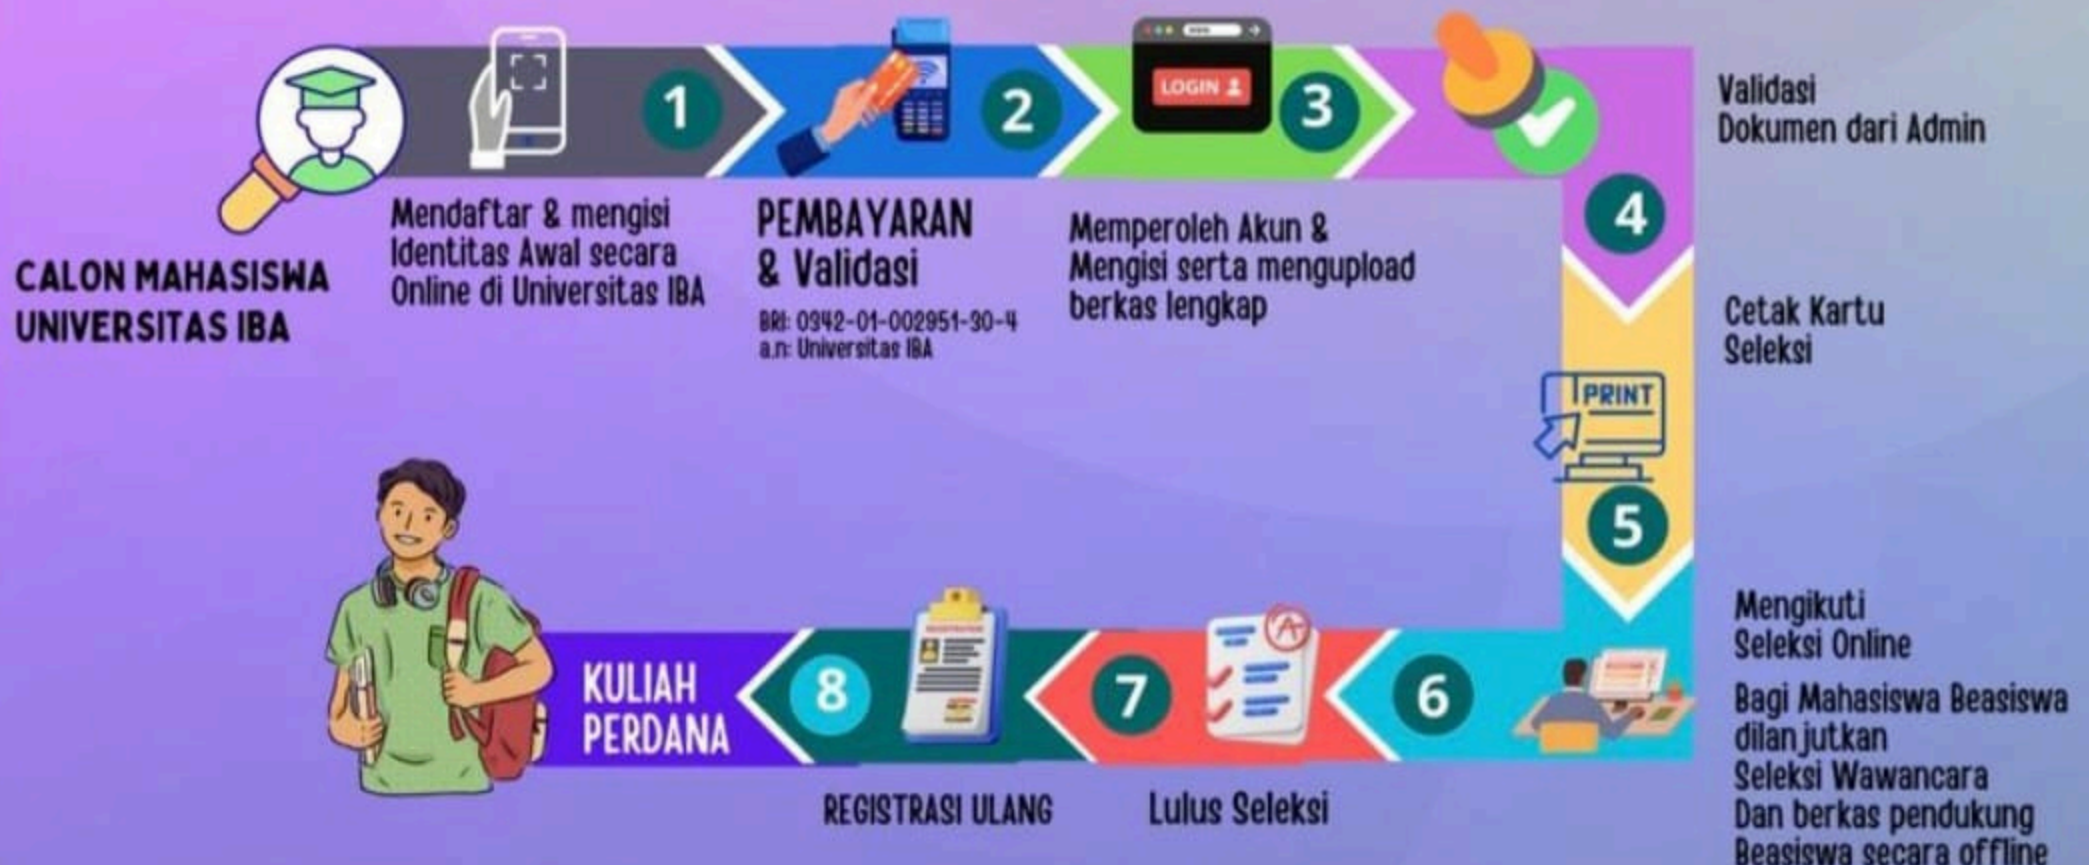 CALON MAHASISWA
UNIVERSITAS IBA
1
Mendaftar & mengisi
Identitas Awal secara
Online di Universitas IBA
2
PEMBAYARAN
& Validasi
BRI: 0342-01-002951-30-4
a.n: Universitas IBA
LOGIN
3
Memperoleh Akun &
Mengisi serta mengupload
berkas lengkap
4
Validasi
Dokumen dari Admin
Cetak Kartu
Seleksi
PRINT
5
Mengikuti
Seleksi Online
Bagi Mahasiswa Beasiswa
dilanjutkan
Seleksi Wawancara
Dan berkas pendukung
Beasiswa secara offline
6
7
A
Lulus Seleksi
8
REGISTRASI ULANG
KULIAH
PERDANA